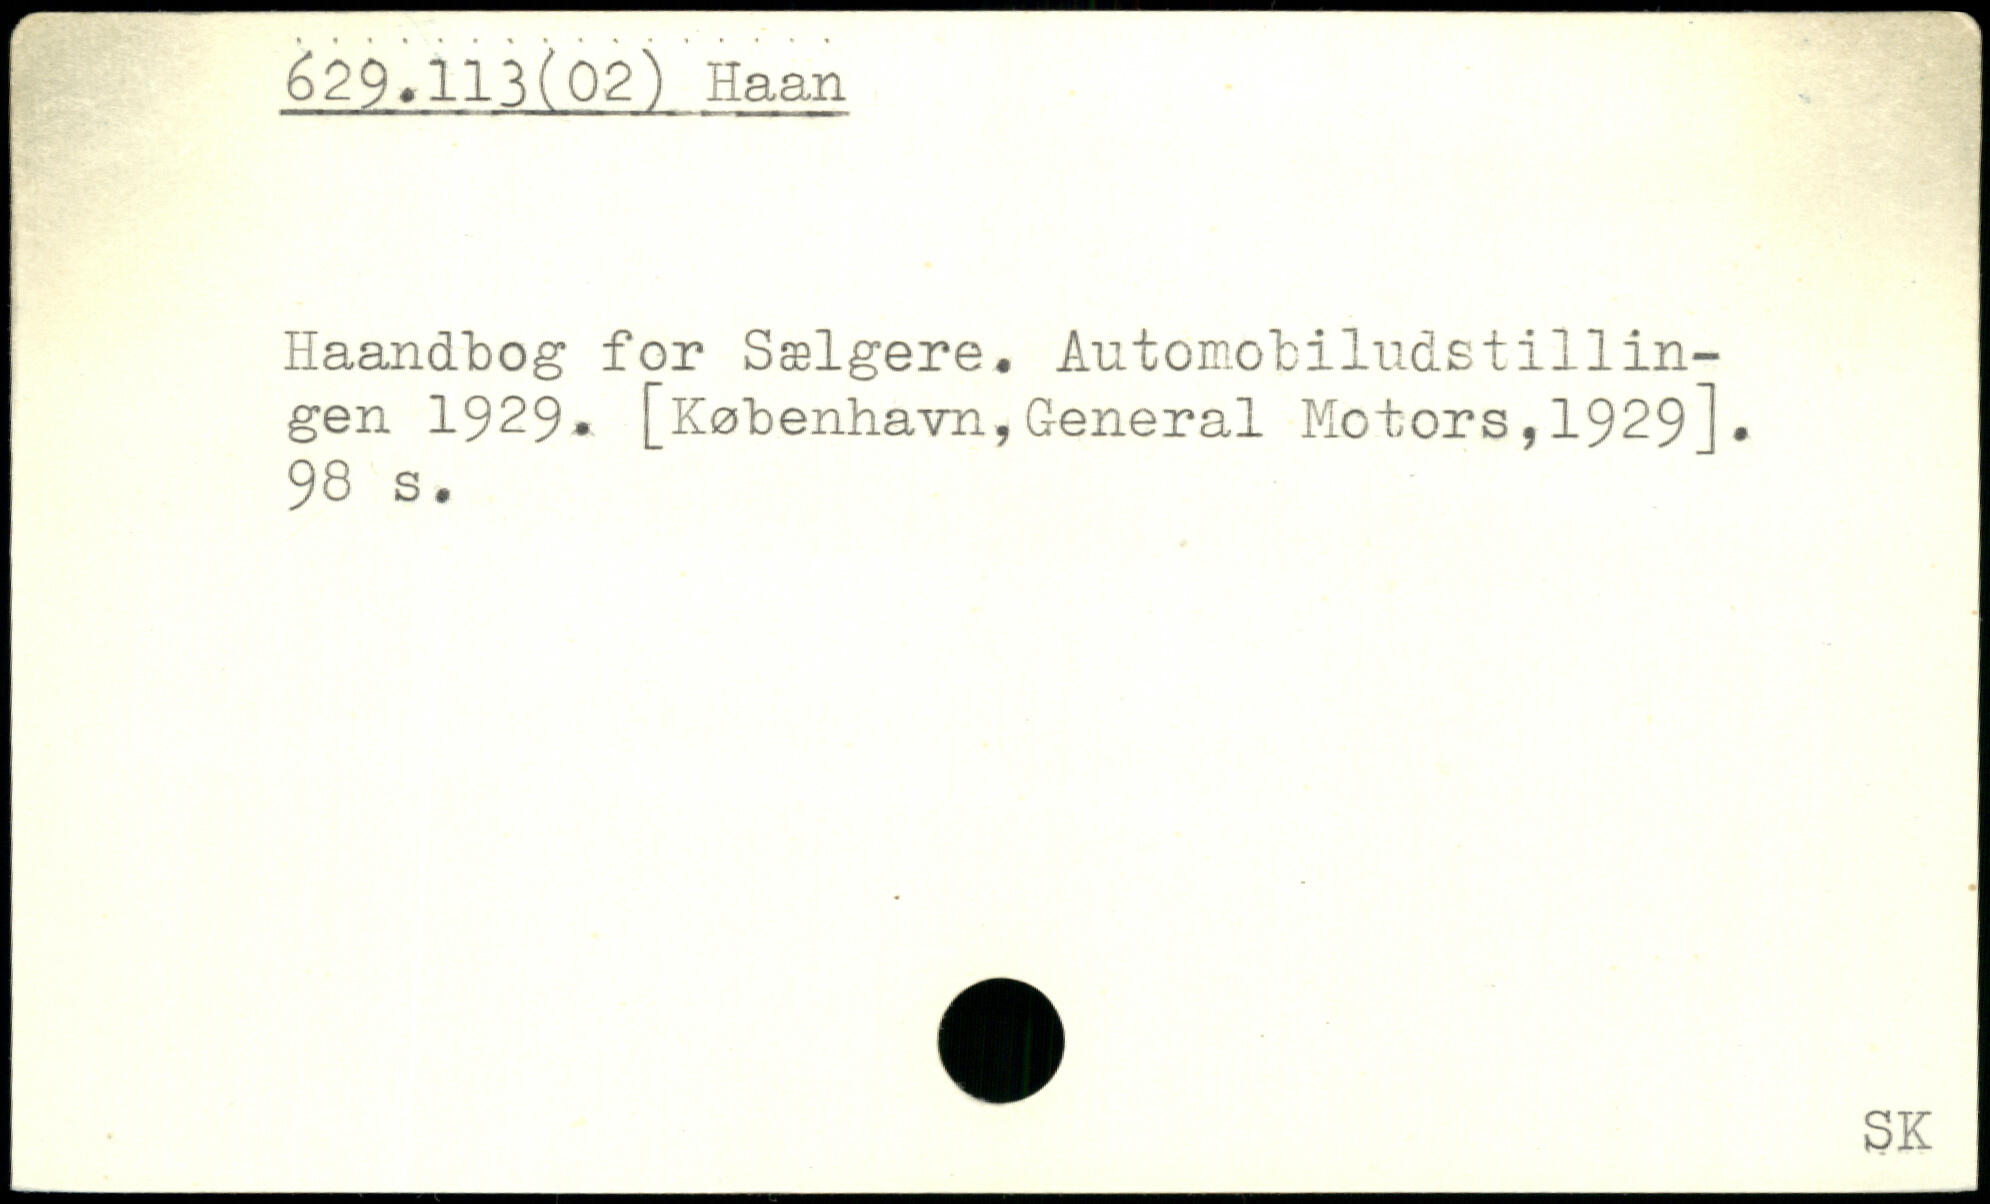 629.113(02) Haan
Haandbog for Sælgere. Automobiludstillin-
gen 1929. [København,General Motors,1929].
98 s.
SK